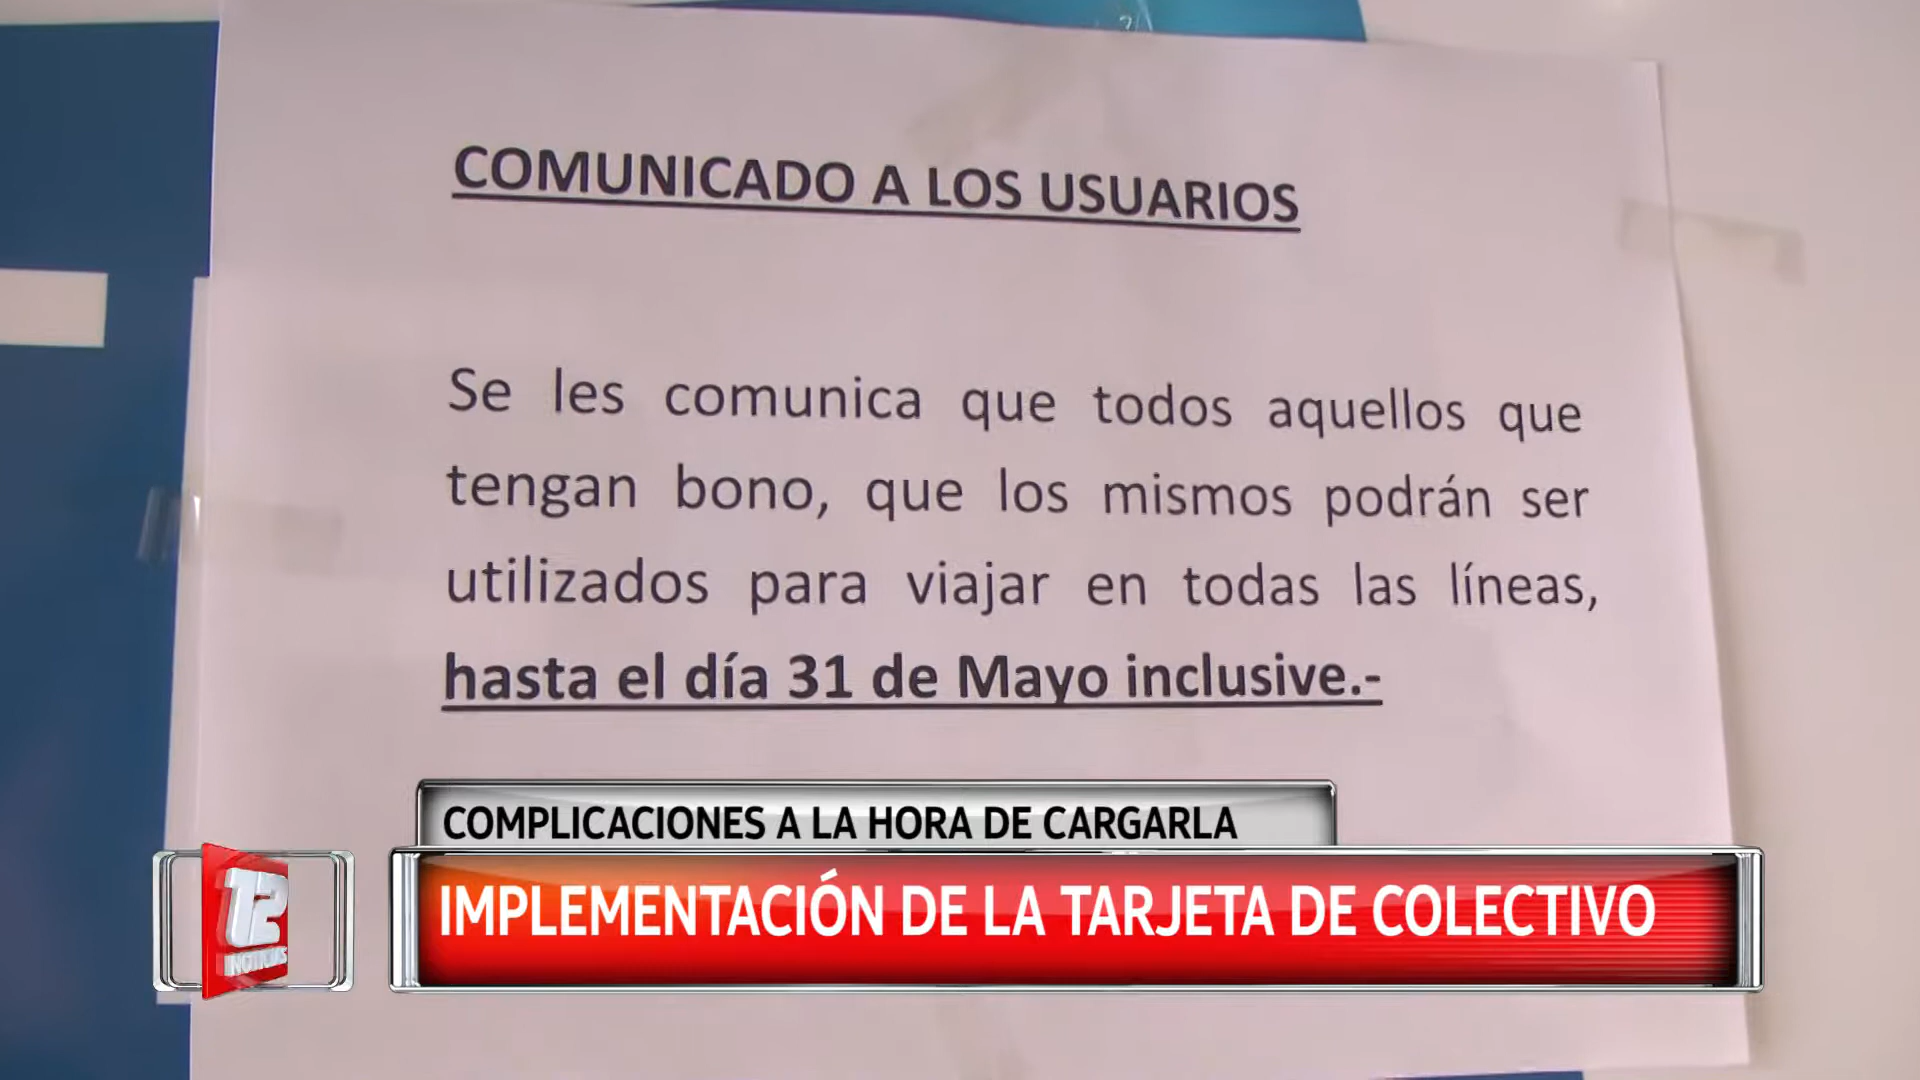 COMUNICADO A LOS USUARIOS
Se les comunica que todos aquellos que
tengan bono, que los mismos podrán ser
utilizados para viajar en todas las líneas,
hasta el día 31 de Mayo inclusive.-
COMPLICACIONES A LA HORA DE CARGARLA
IMPLEMENTACIÓN DE LA TARJETA DE COLECTIVO
12
NOTICIAS